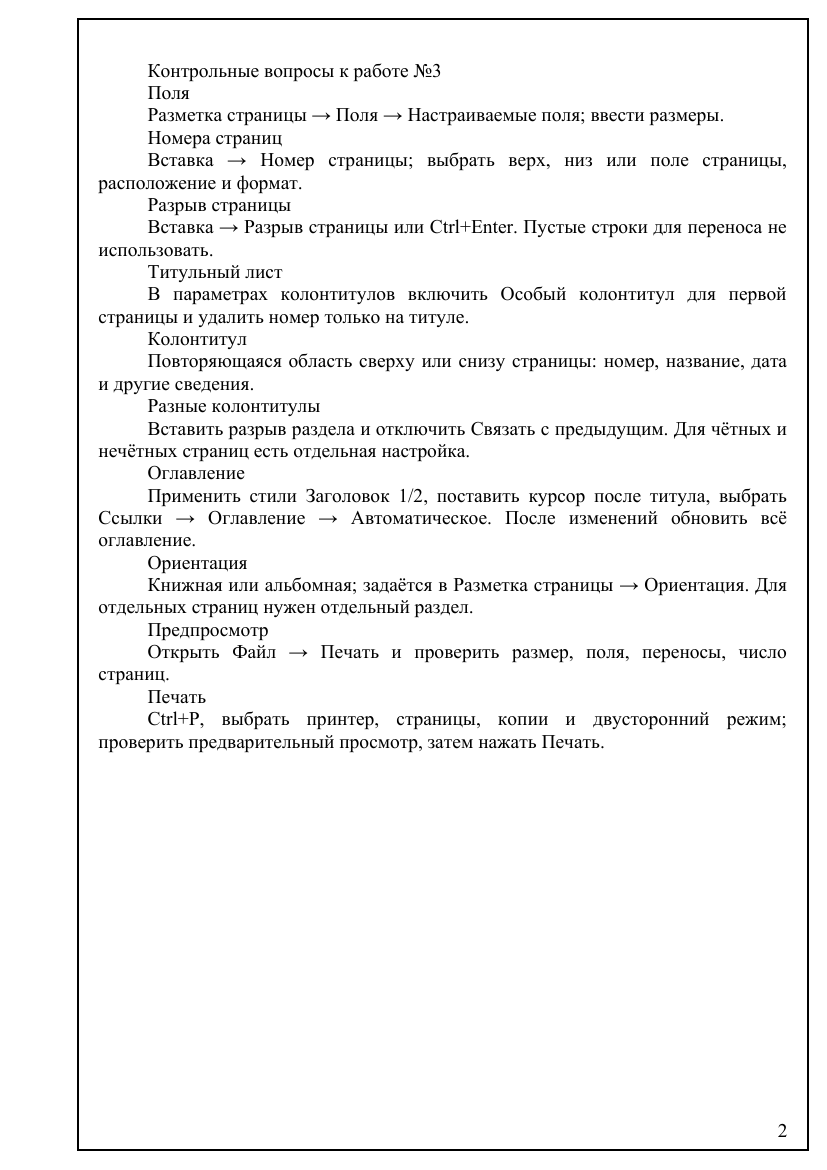 Контрольные вопросы к работе №3
Поля
Разметка страницы → Поля → Настраиваемые поля; ввести размеры.
Номера страниц
Вставка → Номер страницы; выбрать верх, низ или поле страницы,
расположение и формат.
Разрыв страницы
Вставка → Разрыв страницы или Ctrl+Enter. Пустые строки для переноса не
использовать.
Титульный лист
В параметрах колонтитулов включить Особый колонтитул для первой
страницы и удалить номер только на титуле.
Колонтитул
Повторяющаяся область сверху или снизу страницы: номер, название, дата
и другие сведения.
Разные колонтитулы
Вставить разрыв раздела и отключить Связать с предыдущим. Для чётных и
нечётных страниц есть отдельная настройка.
Оглавление
Применить стили Заголовок 1/2, поставить курсор после титула, выбрать
Ссылки → Оглавление → Автоматическое. После изменений обновить всё
оглавление.
Ориентация
Книжная или альбомная; задаётся в Разметка страницы → Ориентация. Для
отдельных страниц нужен отдельный раздел.
Предпросмотр
Открыть Файл → Печать и проверить размер, поля, переносы, число
страниц.
Печать
Ctrl+P, выбрать принтер, страницы, копии и двусторонний режим;
проверить предварительный просмотр, затем нажать Печать.
2